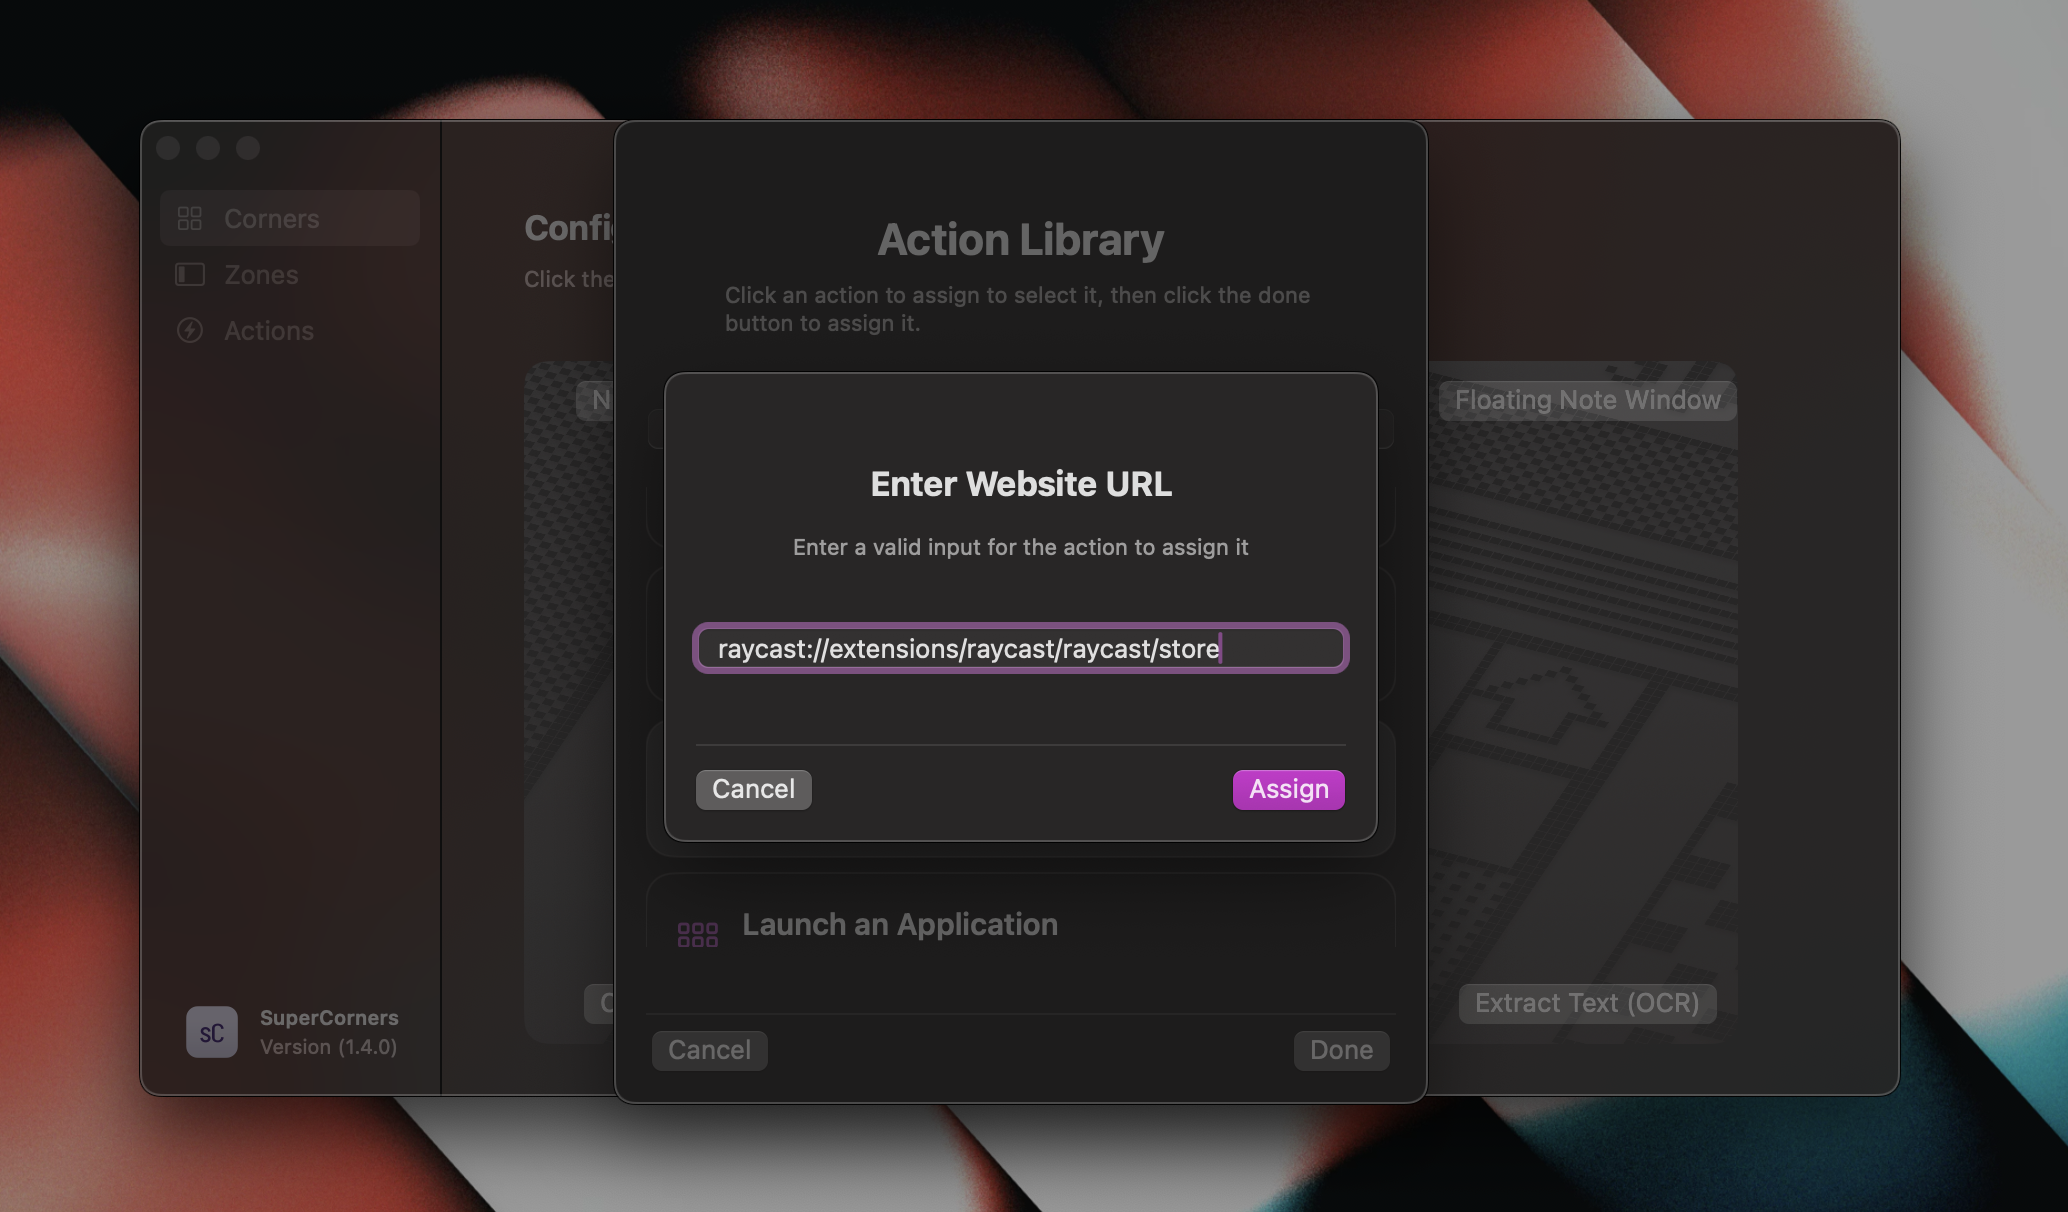 Corners
Zones
Actions
SuperCorners
Version (1.4.0)
sC
Click the
Action Library
Click an action to assign to select it, then click the done
button to assign it.
Enter Website URL
Enter a valid input for the action to assign it
raycast://extensions/raycast/raycast/store
Cancel
Assign
Launch an Application
Cancel
Done
Floating Note Window
Extract Text (OCR)